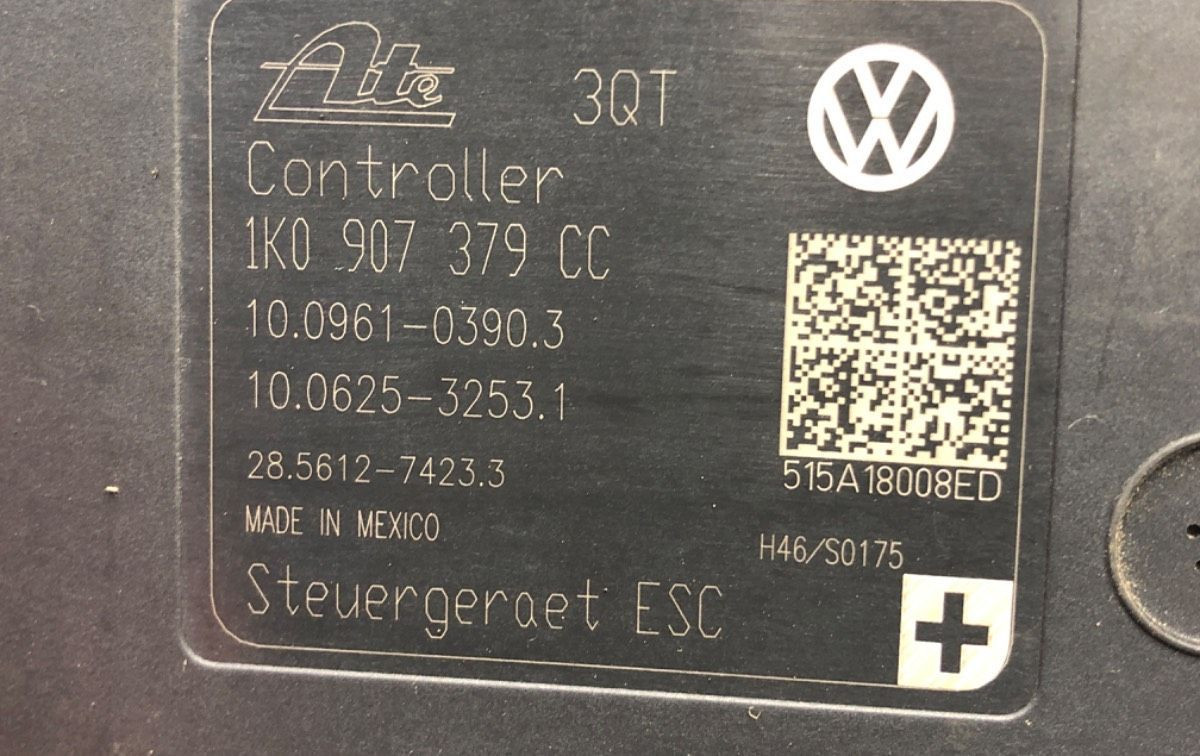 Ate 3QT
Controller
1K0 907 379 CC
10.0961-0390.3
10.0625-3253.1
28.5612-7423.3
515A18008ED
MADE IN MEXICO
H46/S0175
Steuergeraet ESC